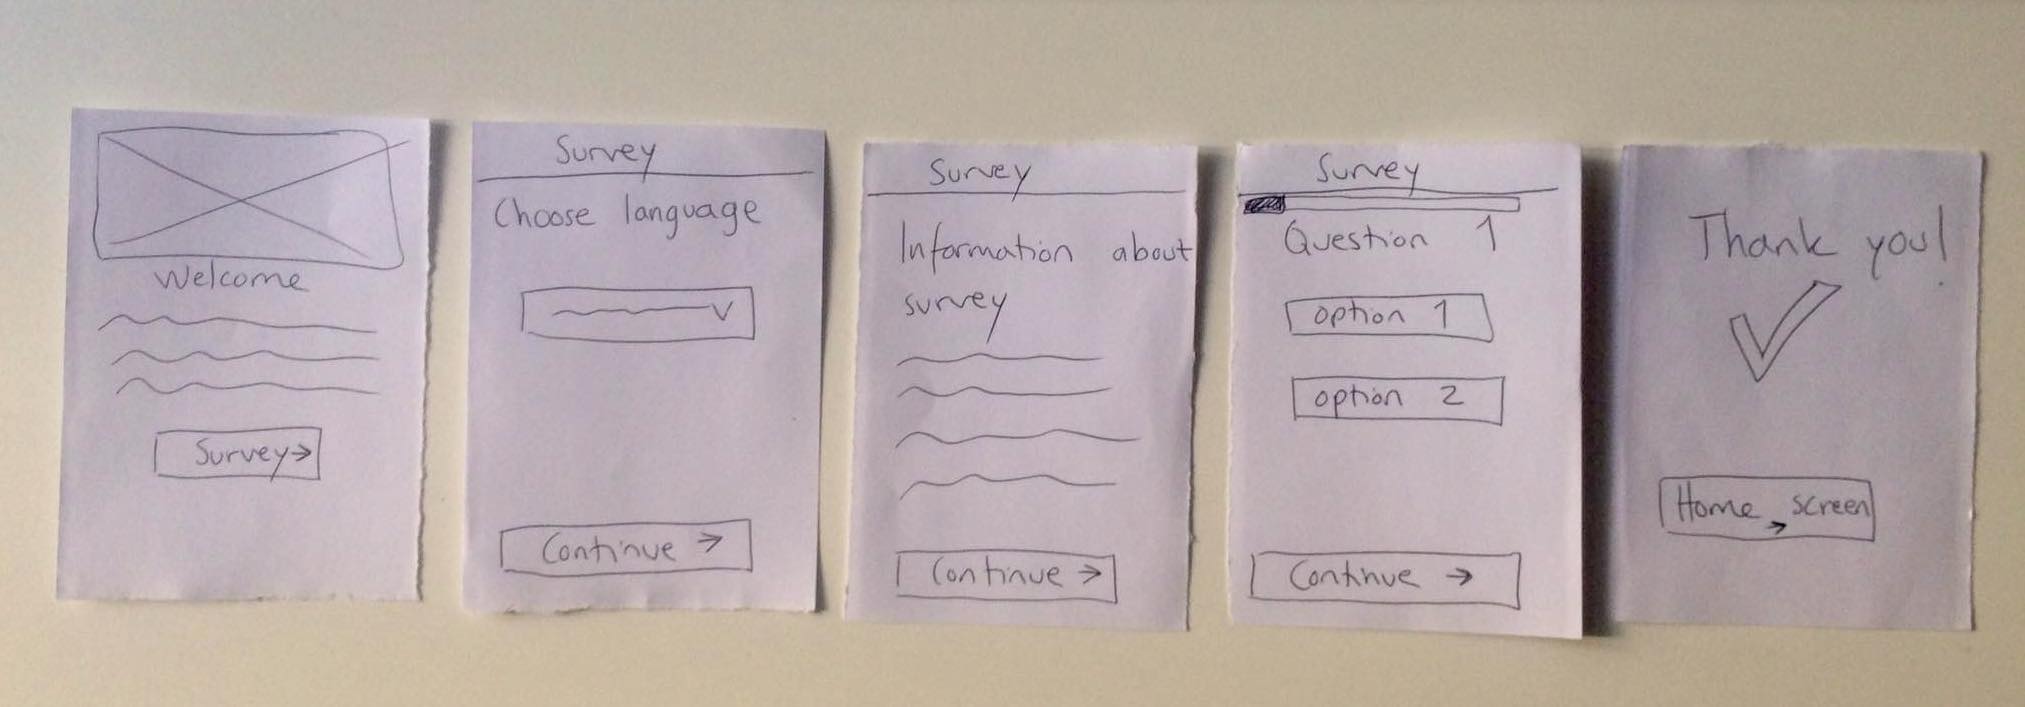 Welcome
Survey→
Survey
Choose language
Continue →
Survey
Information about
survey
Continue →
Survey
Question 1
option 1
option 2
Continue →
Thank you!
Home → screen